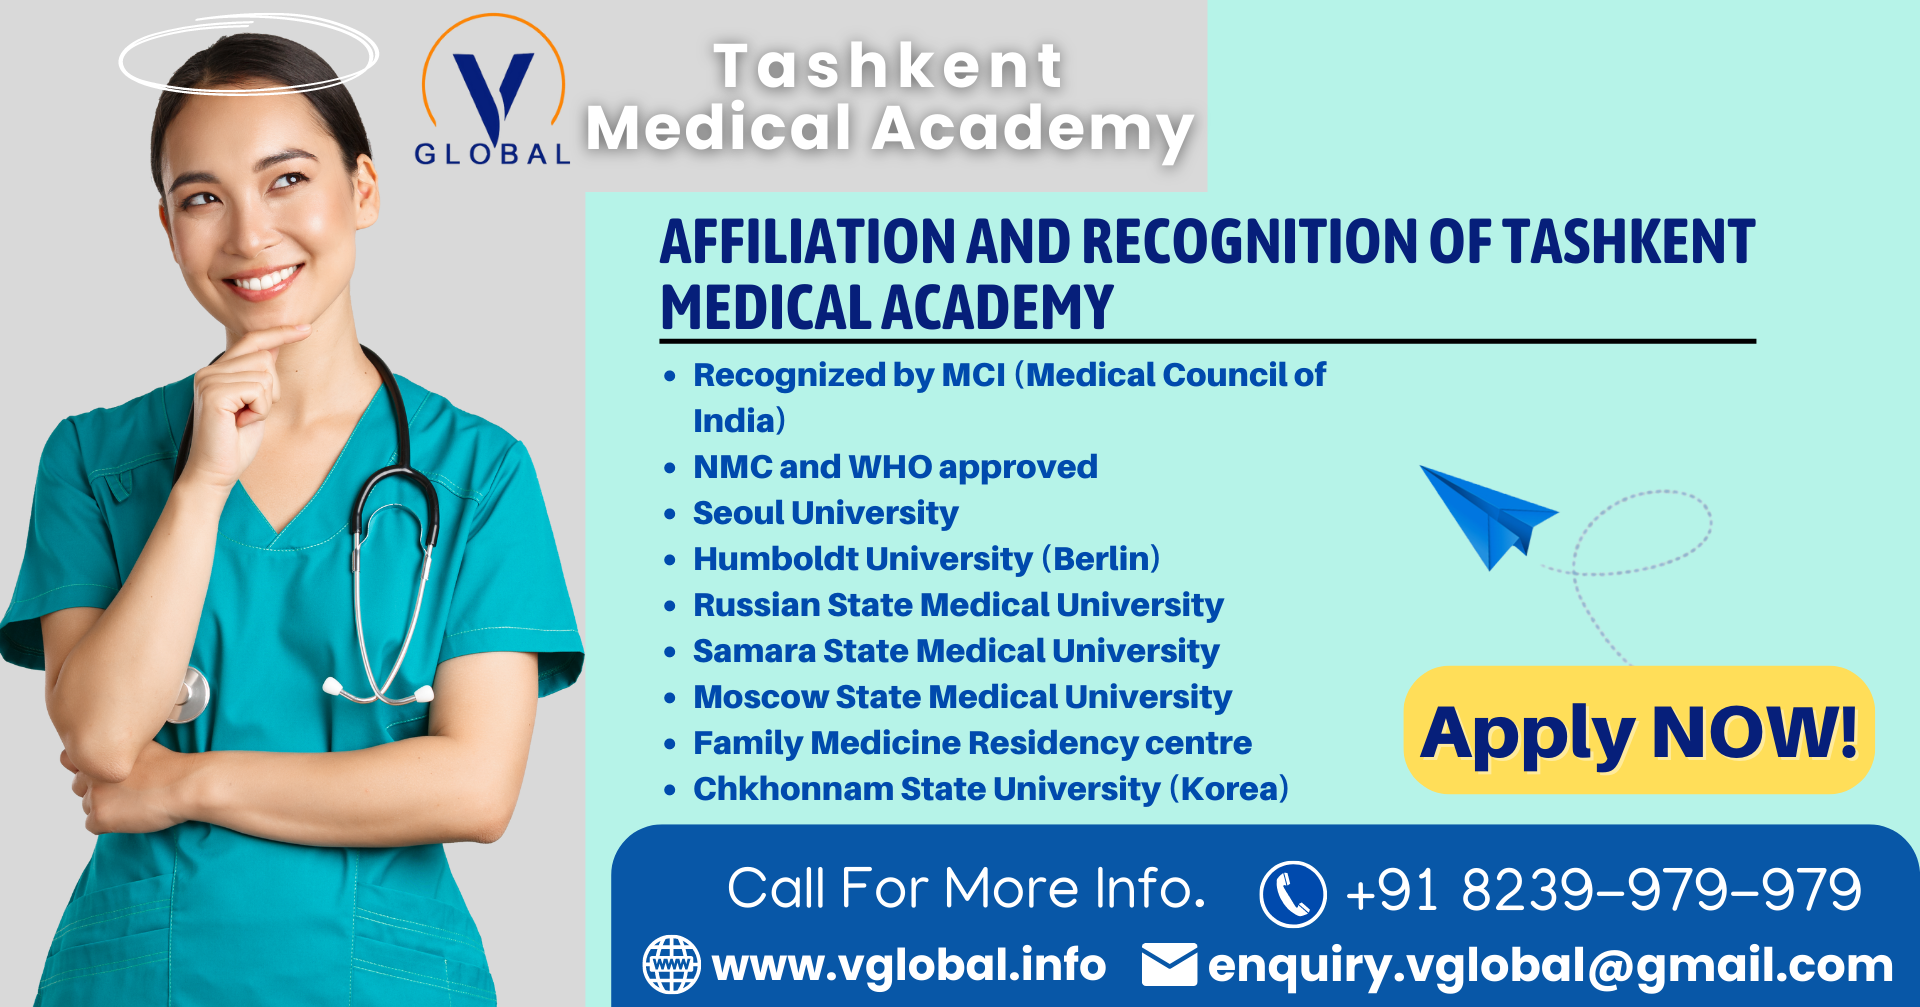 V
GLOBAL
Tashkent
Medical Academy
AFFILIATION AND RECOGNITION OF TASHKENT
MEDICAL ACADEMY
• Recognized by MCI (Medical Council of
India)
• NMC and WHO approved
• Seoul University
• Humboldt University (Berlin)
• Russian State Medical University
• Samara State Medical University
• Moscow State Medical University
• Family Medicine Residency centre
• Chkhonnam State University (Korea)
Apply NOW!
Call For More Info.
+91 8239-979-979
www
www.vglobal.info
enquiry.vglobal@gmail.com